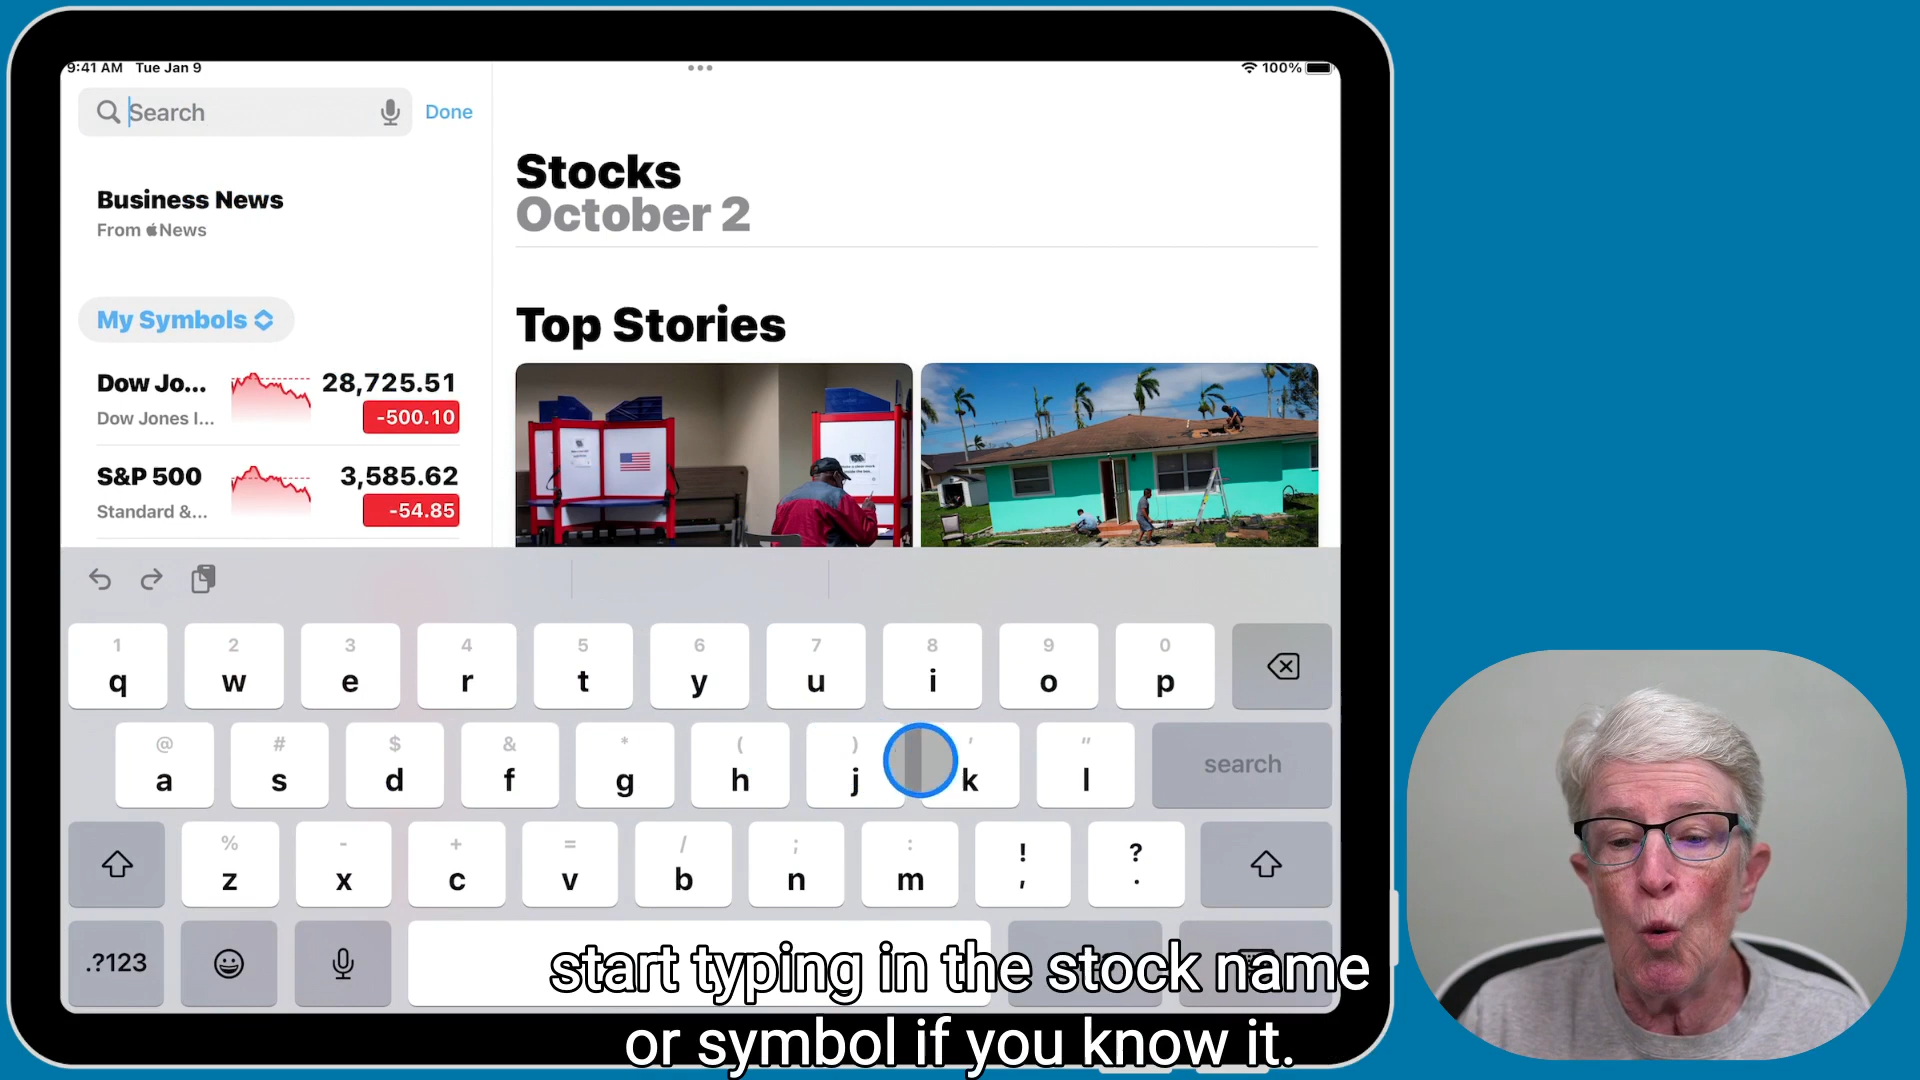 9:41 AM Tue Jan 9
100%
Search
Done
Business News
From News
My Symbols
Dow Jo...
28,725.51
Dow Jones I...
-500.10
S&P 500
3,585.62
Standard &...
-54.85
Stocks
October 2
Top Stories
1 2 3 4 5 6 7 8 9 0
q w e r t y u i o p
@ # $ & * ( ) ' "
a s d f g h j k l
search
% - + = / ; : ! ?
z x c v b n m , .
.?123
start typing in the stock name
or symbol if you know it.